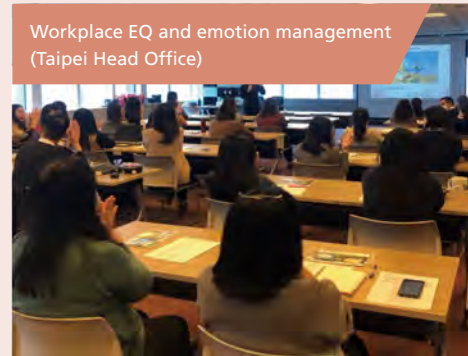 Workplace EQ and emotion management
(Taipei Head Office)